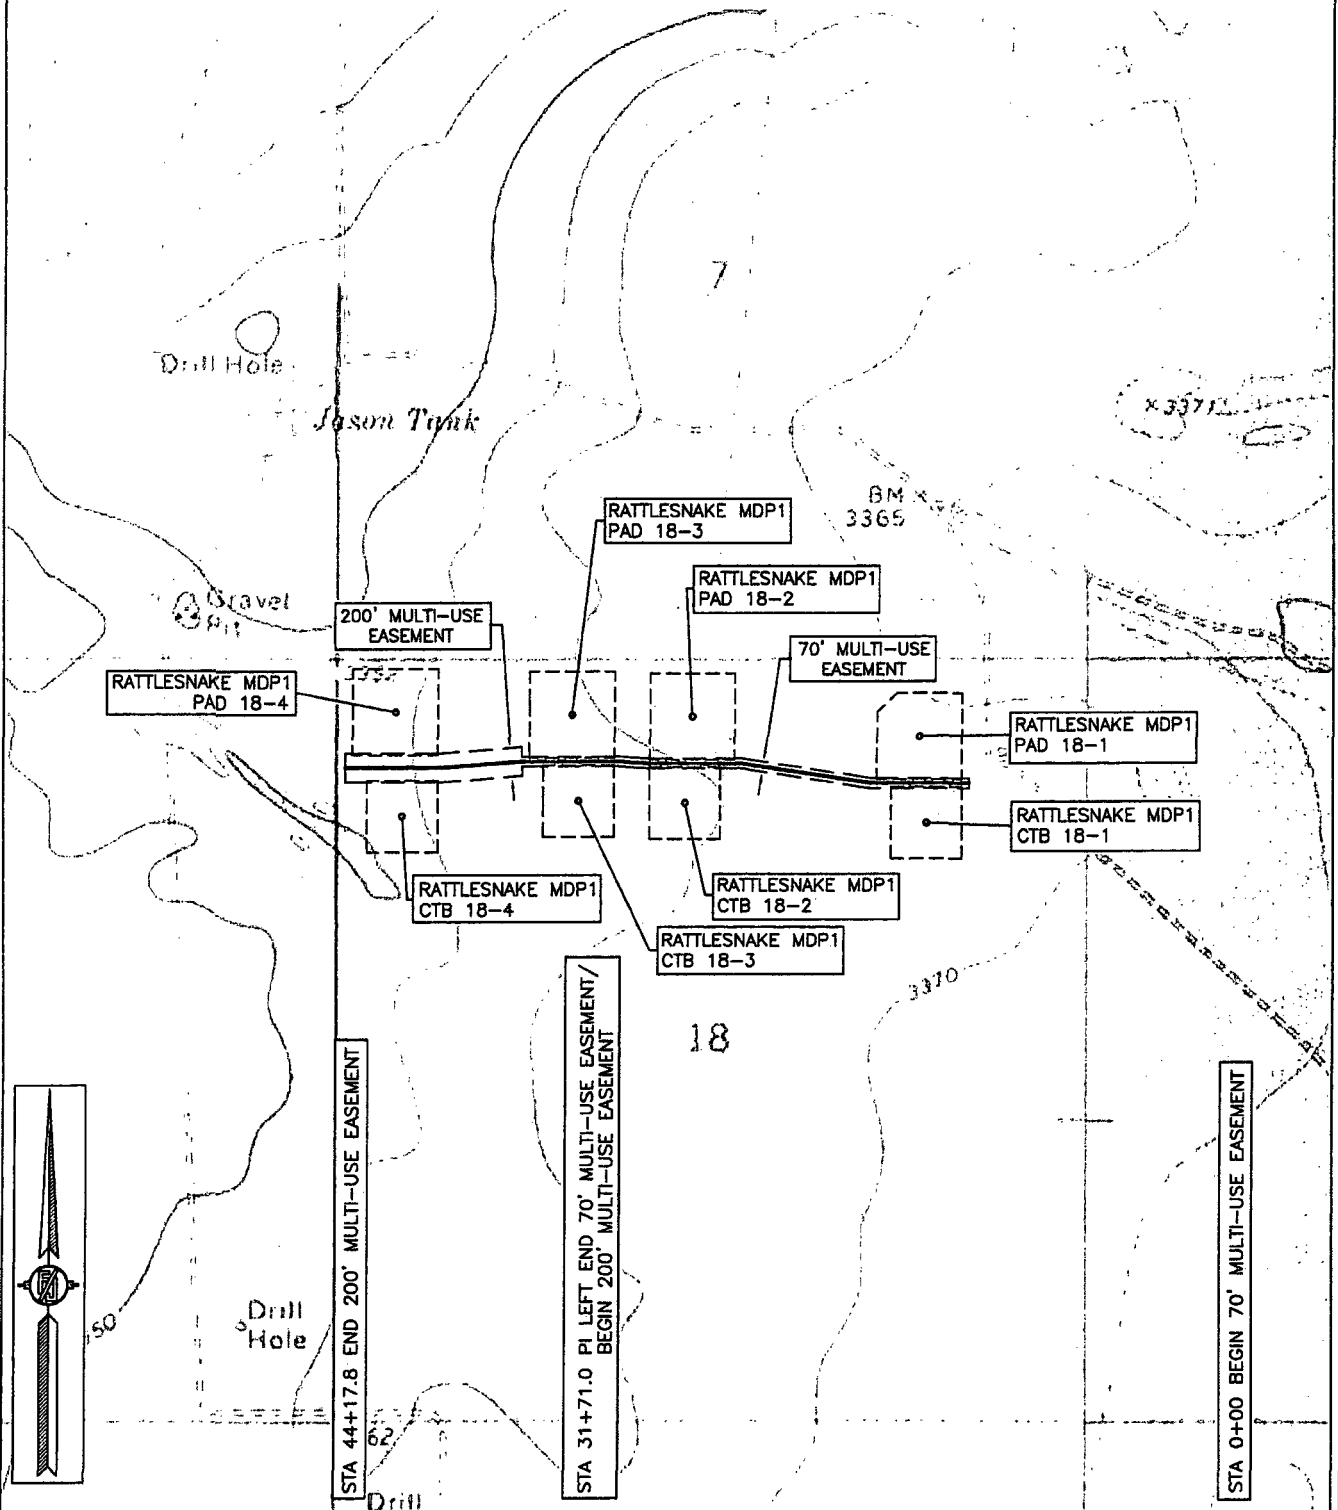 7
Drill Hole
Jason Tank
×3371
BM ×
3365
RATTLESNAKE MDP1
PAD 18-3
RATTLESNAKE MDP1
PAD 18-2
Gravel
Pit
200' MULTI-USE
EASEMENT
70' MULTI-USE
EASEMENT
RATTLESNAKE MDP1
PAD 18-4
RATTLESNAKE MDP1
PAD 18-1
RATTLESNAKE MDP1
CTB 18-1
RATTLESNAKE MDP1
CTB 18-4
RATTLESNAKE MDP1
CTB 18-2
RATTLESNAKE MDP1
CTB 18-3
3370
18
STA 44+17.8 END 200' MULTI-USE EASEMENT
STA 31+71.0 PI LEFT END 70' MULTI-USE EASEMENT/
BEGIN 200' MULTI-USE EASEMENT
STA 0+00 BEGIN 70' MULTI-USE EASEMENT
50
Drill
Hole
62
Drill